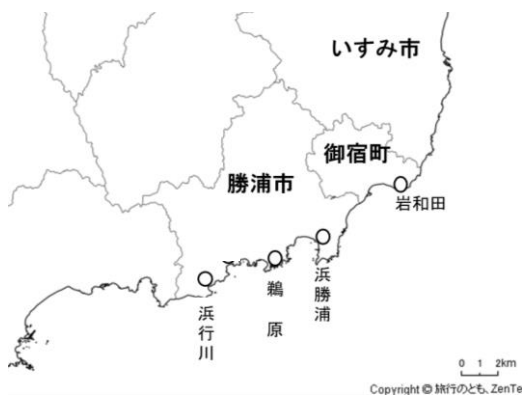 いすみ市
御宿町
勝浦市
岩和田
浜勝浦
鵜原
浜行川
0 1 2km
Copyright © 旅行のとも、ZenTe